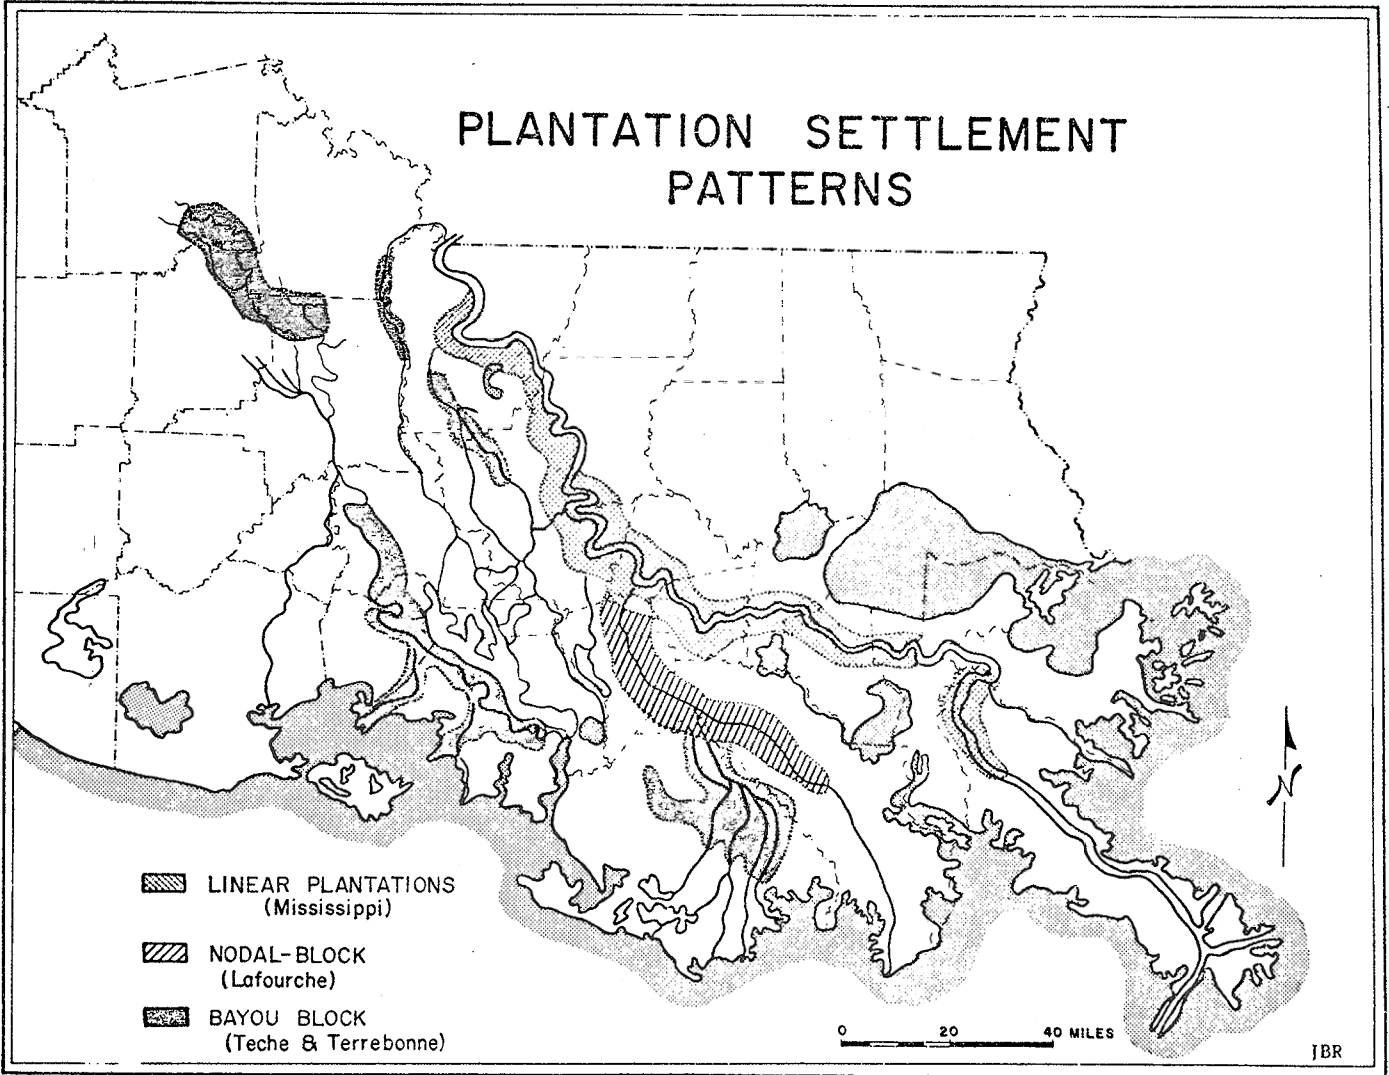 PLANTATION SETTLEMENT
PATTERNS
LINEAR PLANTATIONS
(Mississippi)
NODAL-BLOCK
(Lafourche)
BAYOU BLOCK
(Teche & Terrebonne)
0 20 40 MILES
N
JBR